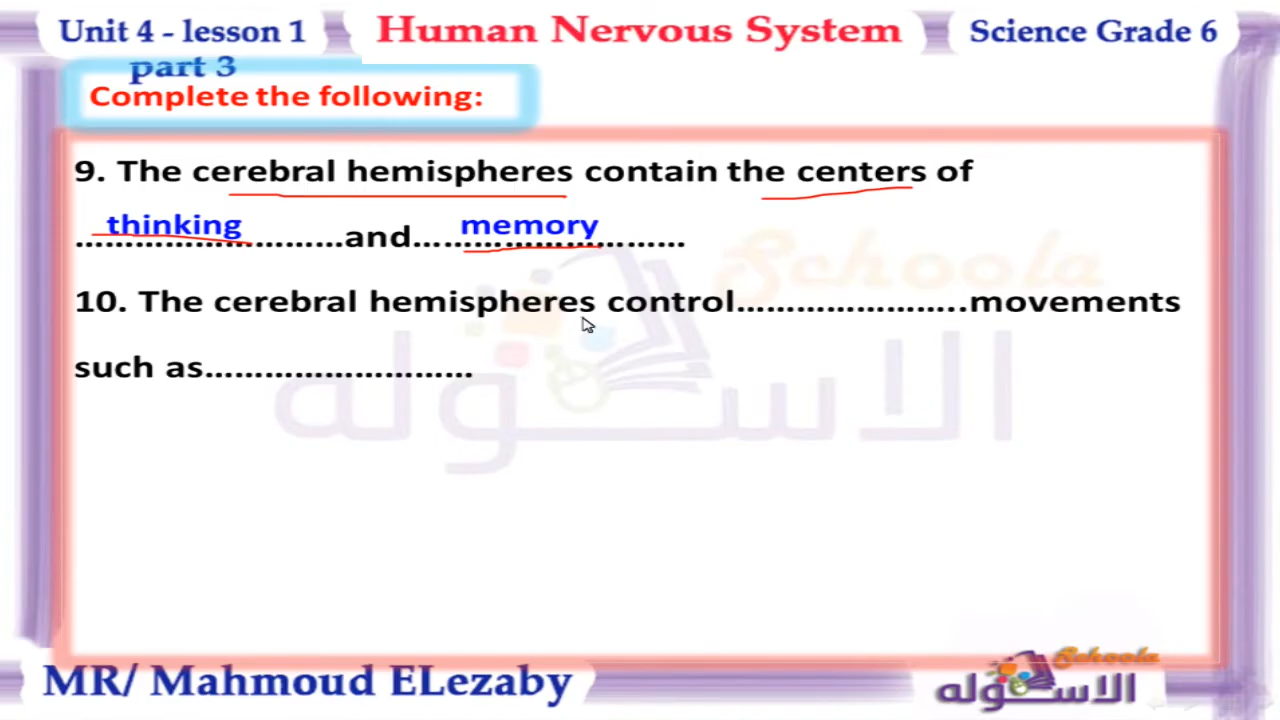 Unit 4 - lesson 1
part 3
Human Nervous System
Science Grade 6
Complete the following:
9. The cerebral hemispheres contain the centers of
thinking memory
…………………………and…………………………
10. The cerebral hemispheres control…………………..movements
such as………………………
Schoola
الاسكوله
MR/ Mahmoud ELezaby
Schoola
الاسكوله